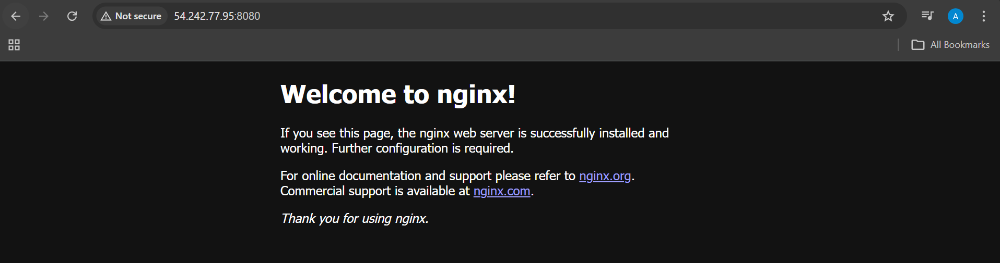 Not secure
54.242.77.95:8080
A
All Bookmarks
Welcome to nginx!
If you see this page, the nginx web server is successfully installed and
working. Further configuration is required.
For online documentation and support please refer to nginx.org.
Commercial support is available at nginx.com.
Thank you for using nginx.